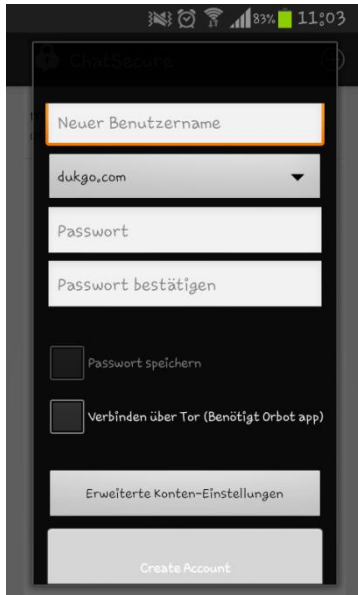 83% 11:03
ChatSecure
Neuer Benutzername
dukgo.com
Passwort
Passwort bestätigen
Passwort speichern
Verbinden über Tor (Benötigt Orbot app)
Erweiterte Konten-Einstellungen
Create Account